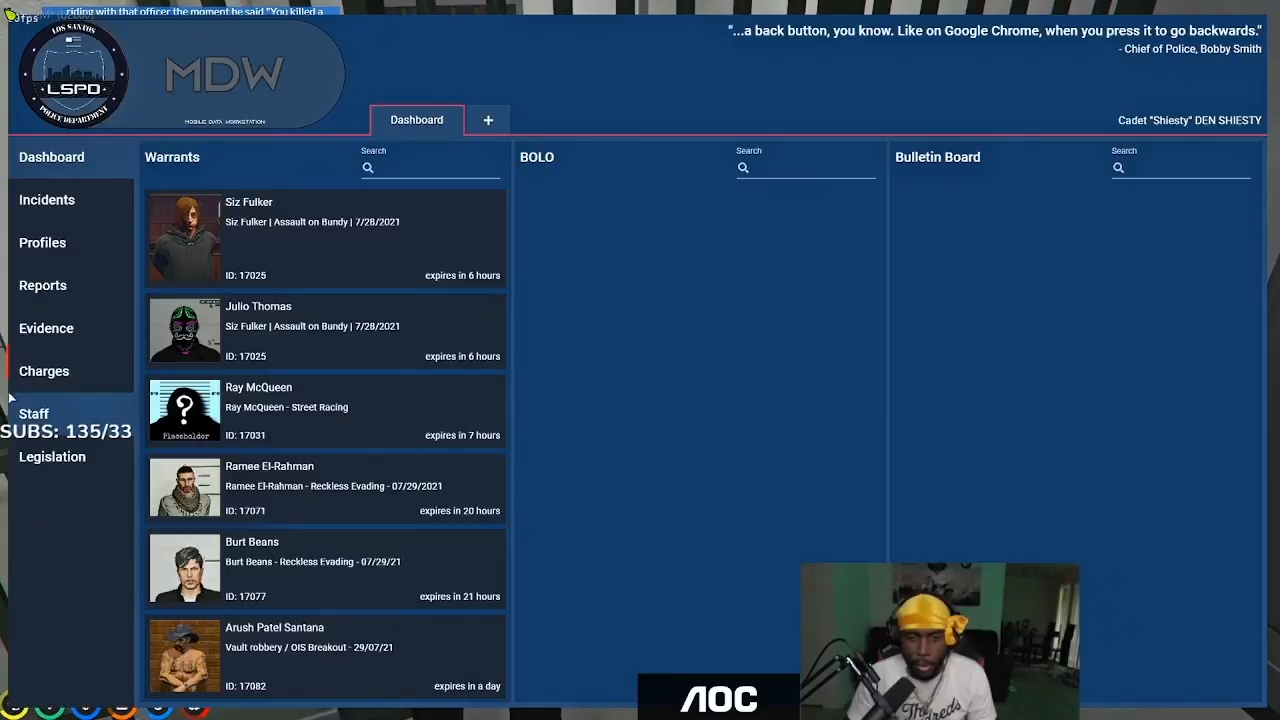 riding with that officer the moment he said "You killed a
LOS SANTOS
LSPD
POLICE DEPARTMENT
MDW
MOBILE DATA WORKSTATION
"...a back button, you know. Like on Google Chrome, when you press it to go backwards."
- Chief of Police, Bobby Smith
Dashboard
+
Cadet "Shiesty" DEN SHIESTY
Dashboard
Incidents
Profiles
Reports
Evidence
Charges
Staff
SUBS: 135/33
Legislation
Warrants
Search
Siz Fulker
Siz Fulker | Assault on Bundy | 7/28/2021
ID: 17025
expires in 6 hours
Julio Thomas
Siz Fulker | Assault on Bundy | 7/28/2021
ID: 17025
expires in 6 hours
?
Placeholder
Ray McQueen
Ray McQueen - Street Racing
ID: 17031
expires in 7 hours
Ramee El-Rahman
Ramee El-Rahman - Reckless Evading - 07/29/2021
ID: 17071
expires in 20 hours
Burt Beans
Burt Beans - Reckless Evading - 07/29/21
ID: 17077
expires in 21 hours
Arush Patel Santana
Vault robbery / OIS Breakout - 29/07/21
ID: 17082
expires in a day
BOLO
Search
Bulletin Board
Search
AOC
The